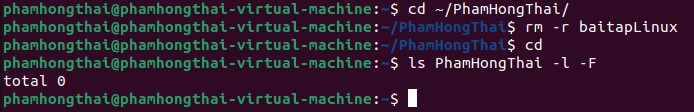 phamhongthai@phamhongthai-virtual-machine:~$ cd ~/PhamHongThai/
phamhongthai@phamhongthai-virtual-machine:~/PhamHongThai$ rm -r baitapLinux
phamhongthai@phamhongthai-virtual-machine:~/PhamHongThai$ cd
phamhongthai@phamhongthai-virtual-machine:~$ ls PhamHongThai -l -F
total 0
phamhongthai@phamhongthai-virtual-machine:~$